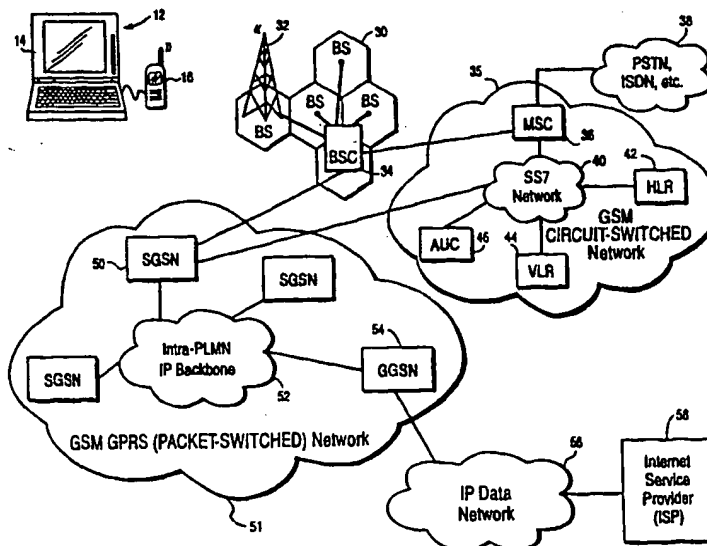 12
14
16
32
30
BS
BS
BS
BS
BSC
34
38
PSTN,
ISDN, etc.
35
MSC
36
40
SS7
Network
42
HLR
GSM
CIRCUIT-SWITCHED
Network
AUC
46
44
VLR
50
SGSN
SGSN
SGSN
Intra-PLMN
IP Backbone
52
54
GGSN
GSM GPRS (PACKET-SWITCHED) Network
51
56
IP Data
Network
58
Internet
Service
Provider
(ISP)